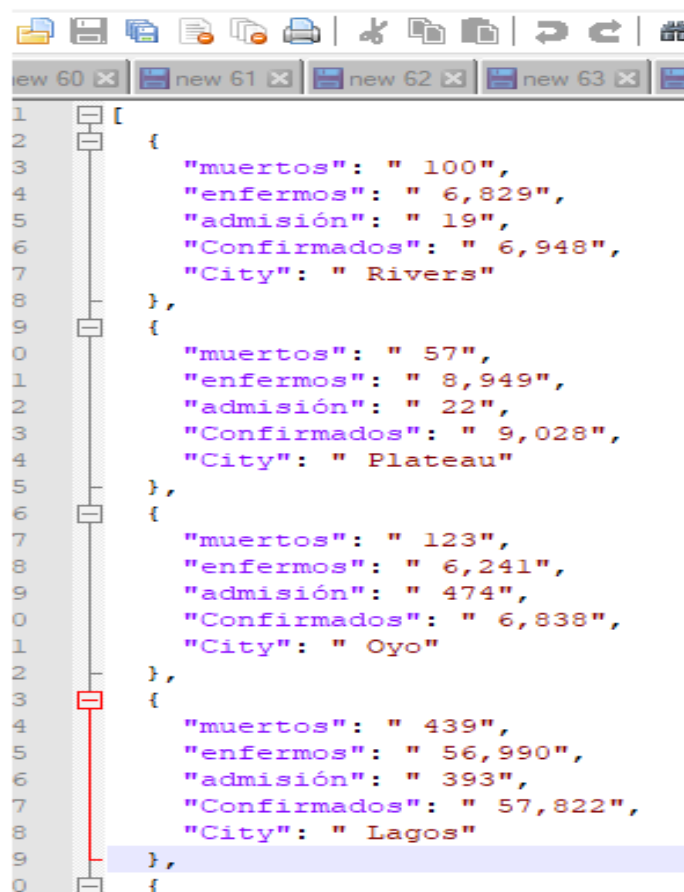 new 60 new 61 new 62 new 63
1 [
2 {
3 "muertos": " 100",
4 "enfermos": " 6,829",
5 "admisión": " 19",
6 "Confirmados": " 6,948",
7 "City": " Rivers"
8 },
9 {
0 "muertos": " 57",
1 "enfermos": " 8,949",
2 "admisión": " 22",
3 "Confirmados": " 9,028",
4 "City": " Plateau"
5 },
6 {
7 "muertos": " 123",
8 "enfermos": " 6,241",
9 "admisión": " 474",
0 "Confirmados": " 6,838",
1 "City": " Oyo"
2 },
3 {
4 "muertos": " 439",
5 "enfermos": " 56,990",
6 "admisión": " 393",
7 "Confirmados": " 57,822",
8 "City": " Lagos"
9 },
0 {